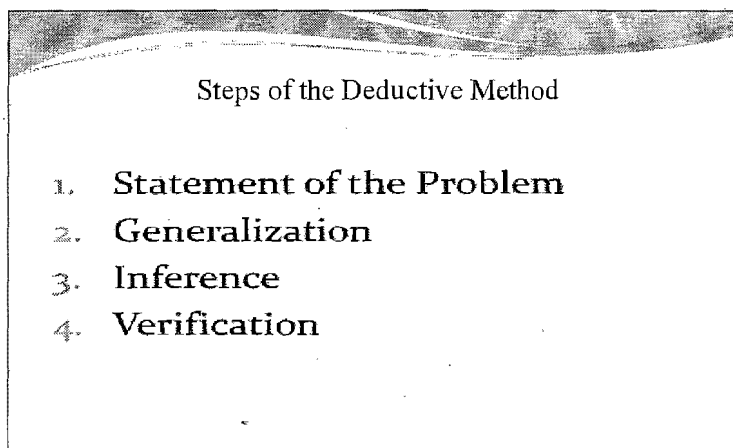 Steps of the Deductive Method
1. Statement of the Problem
2. Generalization
3. Inference
4. Verification